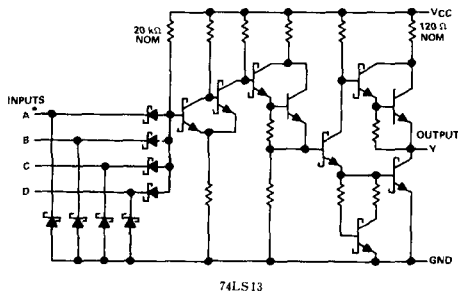 VCC
20 kΩ
NOM
120 Ω
NOM
INPUTS
A
B
C
D
OUTPUT
Y
GND
74LS13